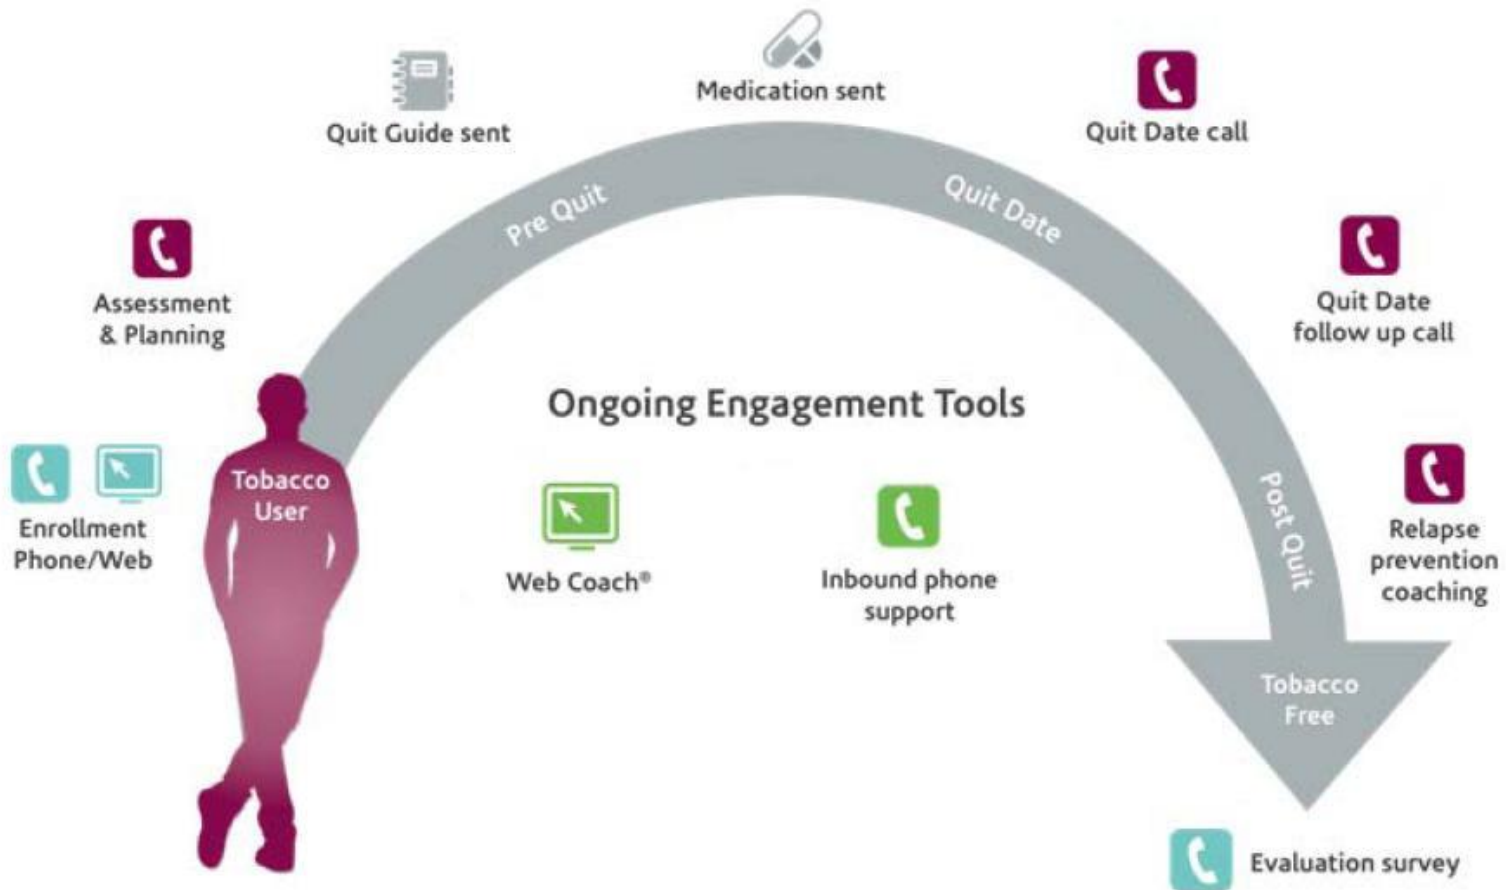 Medication sent
Quit Guide sent
Quit Date call
Pre Quit
Quit Date
Assessment
& Planning
Quit Date
follow up call
Ongoing Engagement Tools
Tobacco
User
Enrollment
Phone/Web
Web Coach®
Inbound phone
support
Post Quit
Relapse
prevention
coaching
Tobacco
Free
Evaluation survey